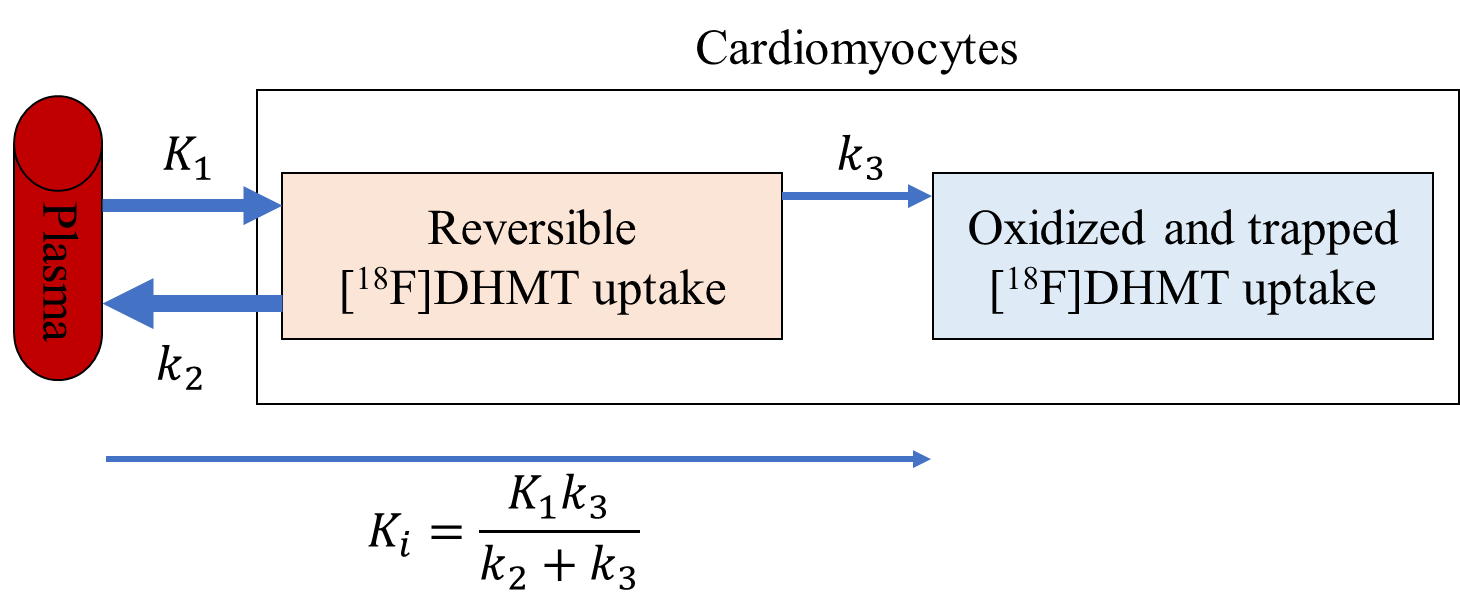 Cardiomyocytes
Plasma
K₁
k₂
Reversible
[¹⁸F]DHMT uptake
k₃
Oxidized and trapped
[¹⁸F]DHMT uptake
Kᵢ = K₁k₃ / k₂ + k₃